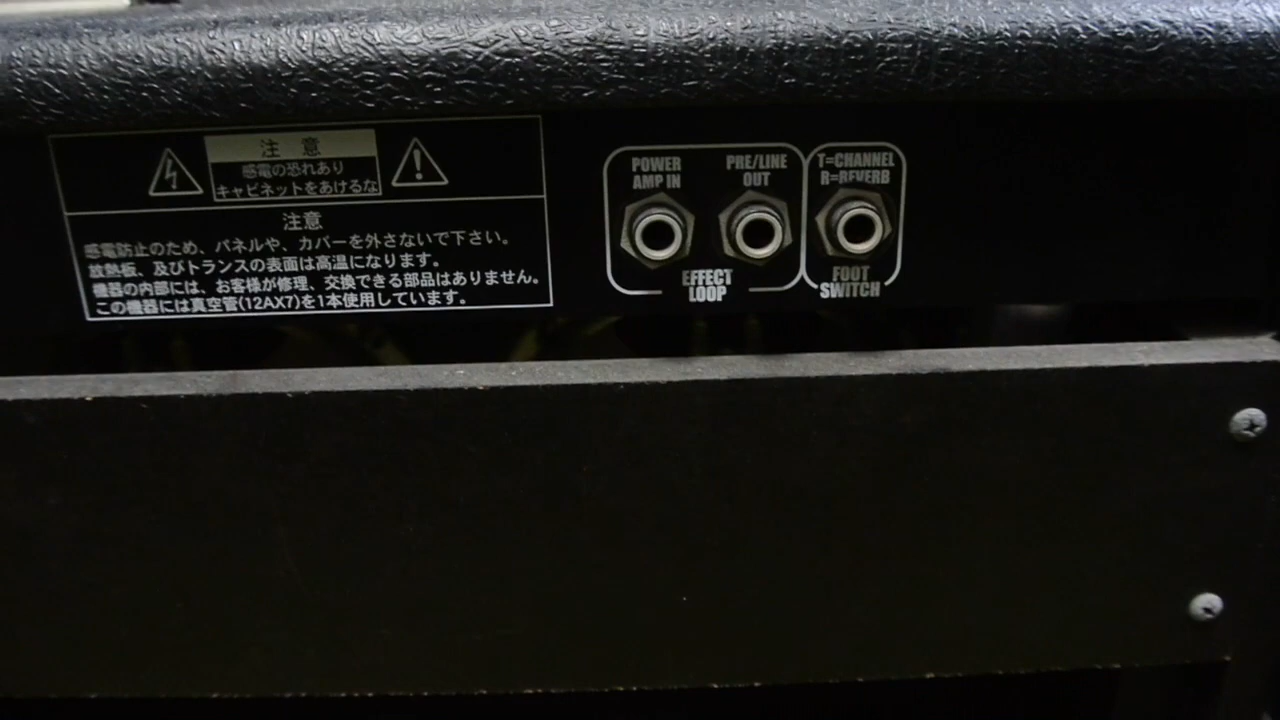 注意
感電の恐れあり
キャビネットをあけるな
注意
感電防止のため、パネルや、カバーを外さないで下さい。
放熱板、及びトランスの表面は高温になります。
機器の内部には、お客様が修理、交換できる部品はありません。
この機器には真空管(12AX7)を1本使用しています。
POWER
AMP IN
PRE/LINE
OUT
EFFECT
LOOP
T=CHANNEL
R=REVERB
FOOT
SWITCH